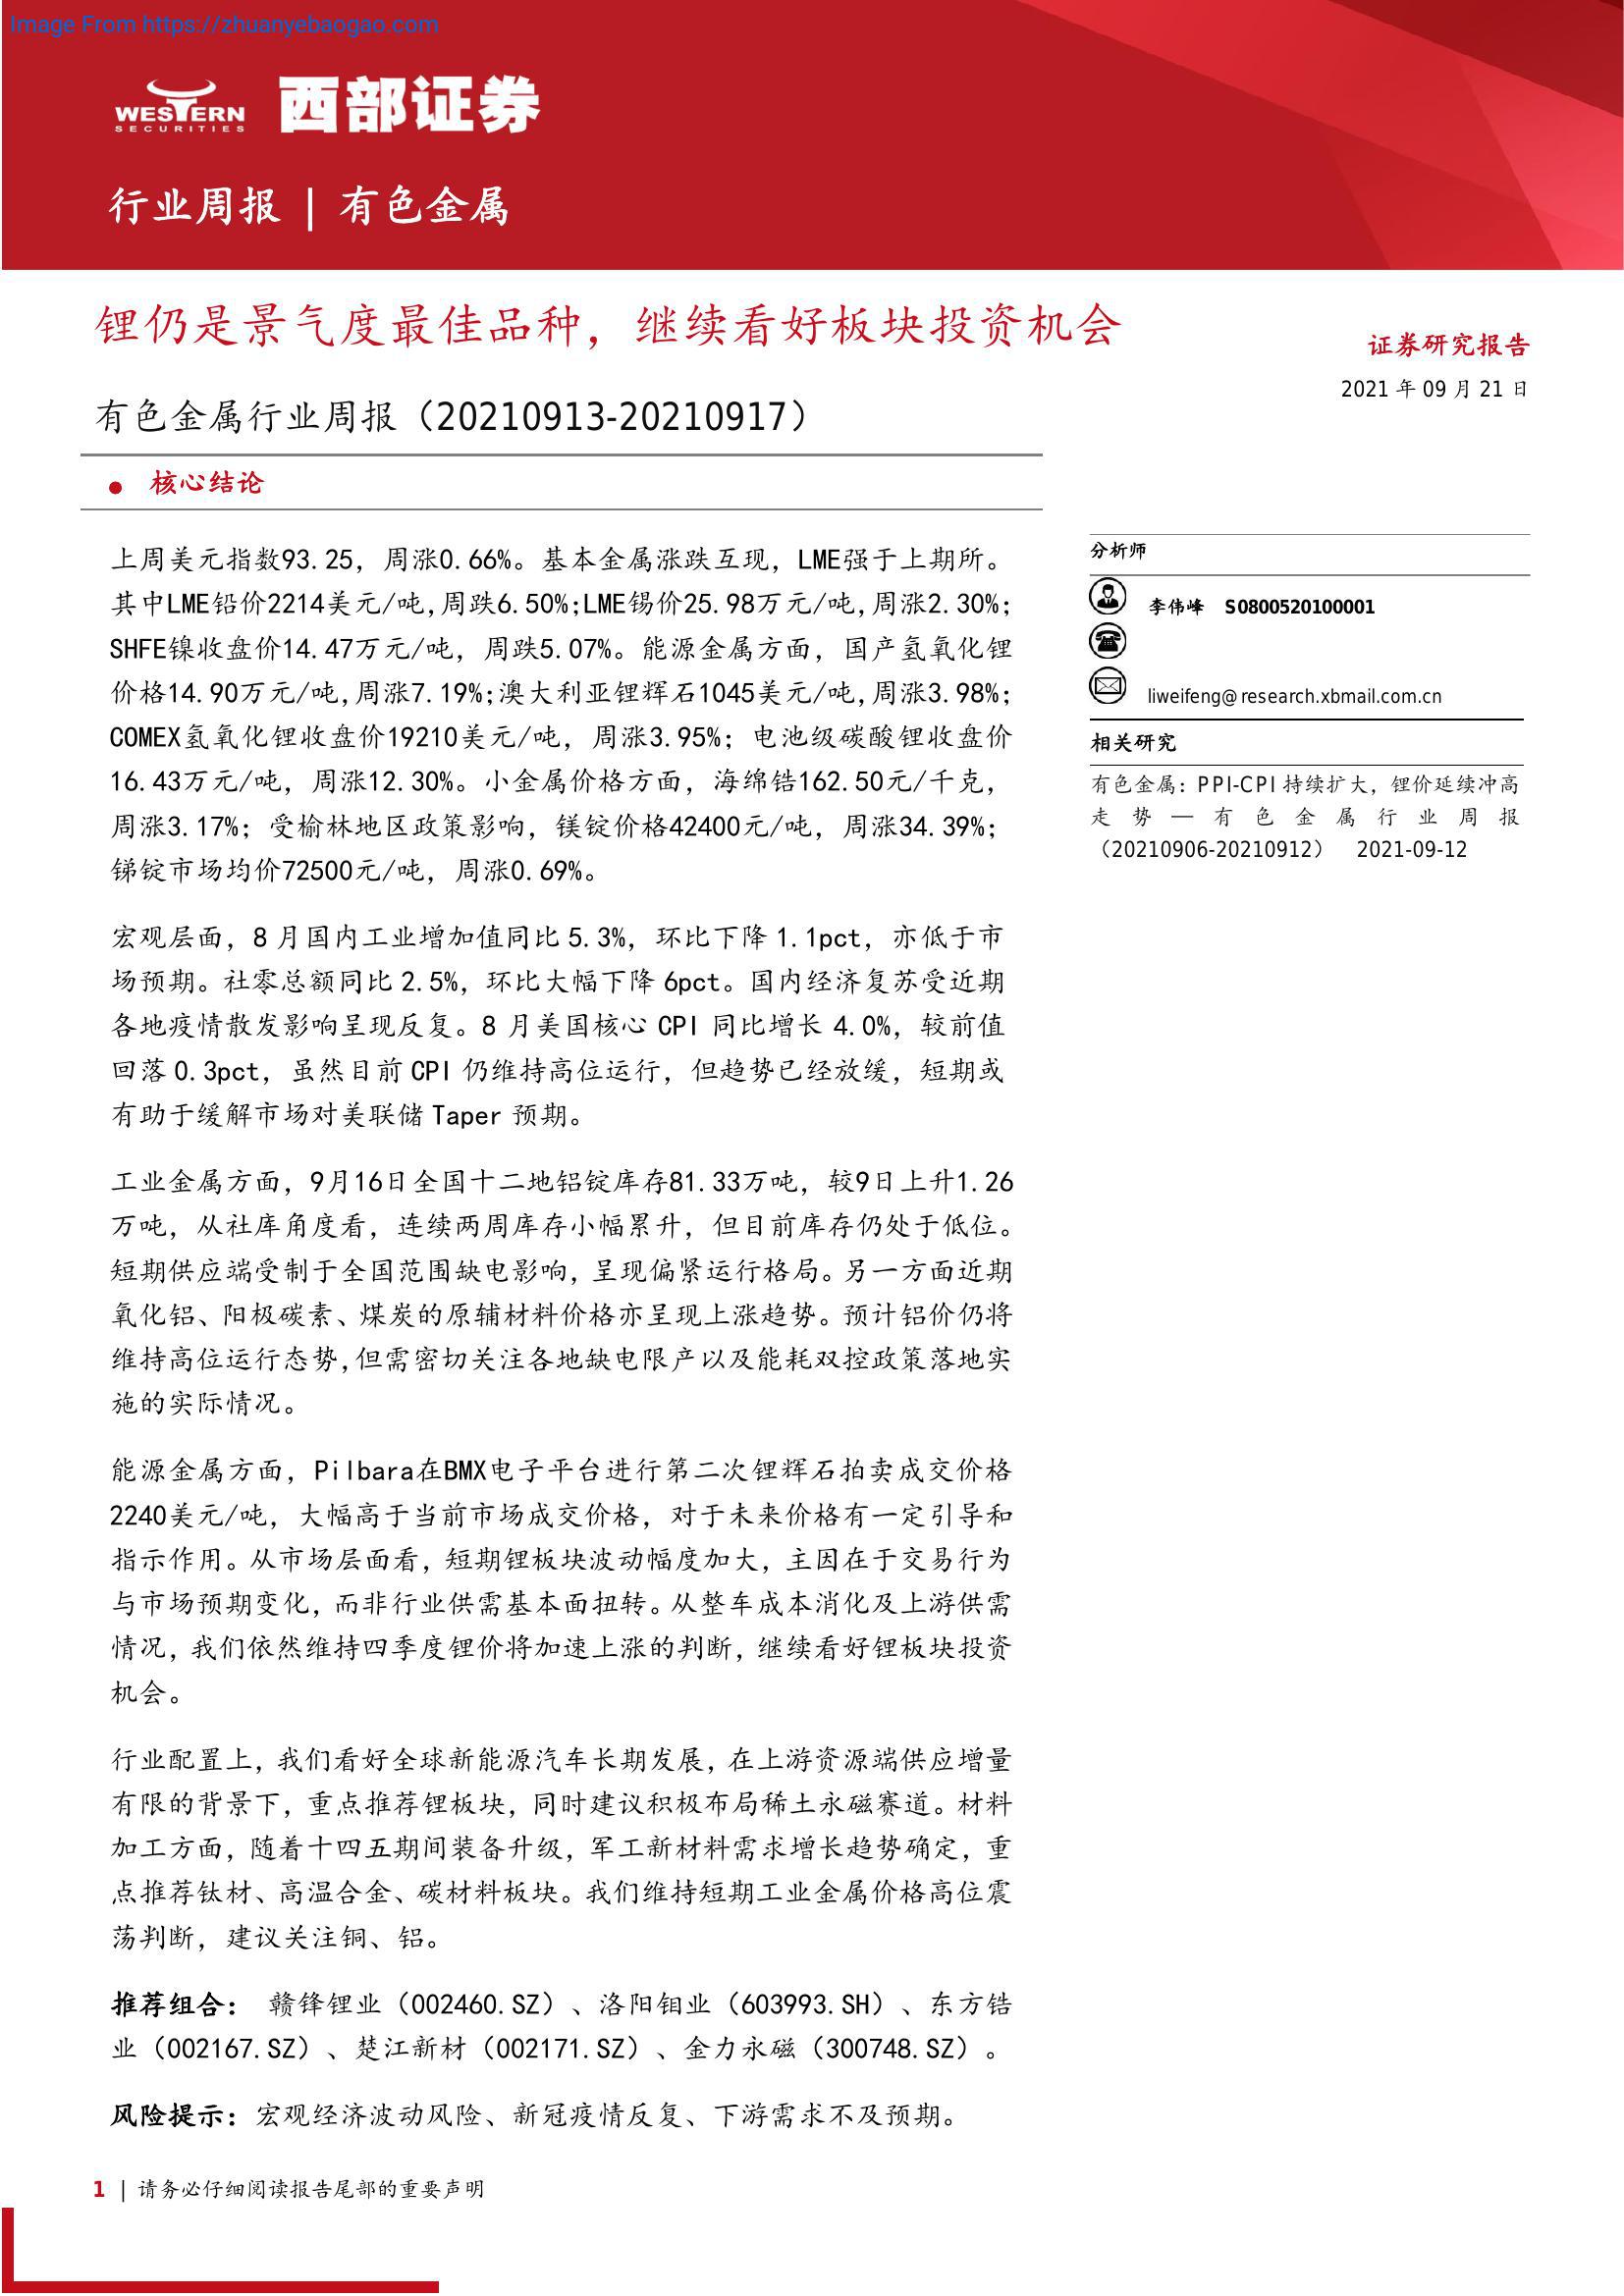 Image From https://zhuanyebaogao.com
WESTERN
SECURITIES
西部证券
行业周报 | 有色金属
锂仍是景气度最佳品种，继续看好板块投资机会
有色金属行业周报（20210913-20210917）
证券研究报告
2021 年 09 月 21 日
● 核心结论
上周美元指数93.25，周涨0.66%。基本金属涨跌互现，LME强于上期所。
其中LME铅价2214美元/吨,周跌6.50%;LME锡价25.98万元/吨,周涨2.30%;
SHFE镍收盘价14.47万元/吨，周跌5.07%。能源金属方面，国产氢氧化锂
价格14.90万元/吨,周涨7.19%;澳大利亚锂辉石1045美元/吨,周涨3.98%;
COMEX氢氧化锂收盘价19210美元/吨，周涨3.95%；电池级碳酸锂收盘价
16.43万元/吨，周涨12.30%。小金属价格方面，海绵锆162.50元/千克，
周涨3.17%；受榆林地区政策影响，镁锭价格42400元/吨，周涨34.39%；
锑锭市场均价72500元/吨，周涨0.69%。
宏观层面，8 月国内工业增加值同比 5.3%，环比下降 1.1pct，亦低于市
场预期。社零总额同比 2.5%，环比大幅下降 6pct。国内经济复苏受近期
各地疫情散发影响呈现反复。8 月美国核心 CPI 同比增长 4.0%，较前值
回落 0.3pct，虽然目前 CPI 仍维持高位运行，但趋势已经放缓，短期或
有助于缓解市场对美联储 Taper 预期。
工业金属方面，9月16日全国十二地铝锭库存81.33万吨，较9日上升1.26
万吨，从社库角度看，连续两周库存小幅累升，但目前库存仍处于低位。
短期供应端受制于全国范围缺电影响，呈现偏紧运行格局。另一方面近期
氧化铝、阳极碳素、煤炭的原辅材料价格亦呈现上涨趋势。预计铝价仍将
维持高位运行态势,但需密切关注各地缺电限产以及能耗双控政策落地实
施的实际情况。
能源金属方面，Pilbara在BMX电子平台进行第二次锂辉石拍卖成交价格
2240美元/吨，大幅高于当前市场成交价格，对于未来价格有一定引导和
指示作用。从市场层面看，短期锂板块波动幅度加大，主因在于交易行为
与市场预期变化，而非行业供需基本面扭转。从整车成本消化及上游供需
情况，我们依然维持四季度锂价将加速上涨的判断，继续看好锂板块投资
机会。
行业配置上，我们看好全球新能源汽车长期发展，在上游资源端供应增量
有限的背景下，重点推荐锂板块，同时建议积极布局稀土永磁赛道。材料
加工方面，随着十四五期间装备升级，军工新材料需求增长趋势确定，重
点推荐钛材、高温合金、碳材料板块。我们维持短期工业金属价格高位震
荡判断，建议关注铜、铝。
推荐组合： 赣锋锂业（002460.SZ）、洛阳钼业（603993.SH）、东方锆
业（002167.SZ）、楚江新材（002171.SZ）、金力永磁（300748.SZ）。
风险提示：宏观经济波动风险、新冠疫情反复、下游需求不及预期。
分析师
李伟峰 S0800520100001
liweifeng@research.xbmail.com.cn
相关研究
有色金属：PPI-CPI 持续扩大，锂价延续冲高
走势—有色金属行业周报
（20210906-20210912） 2021-09-12
1 | 请务必仔细阅读报告尾部的重要声明